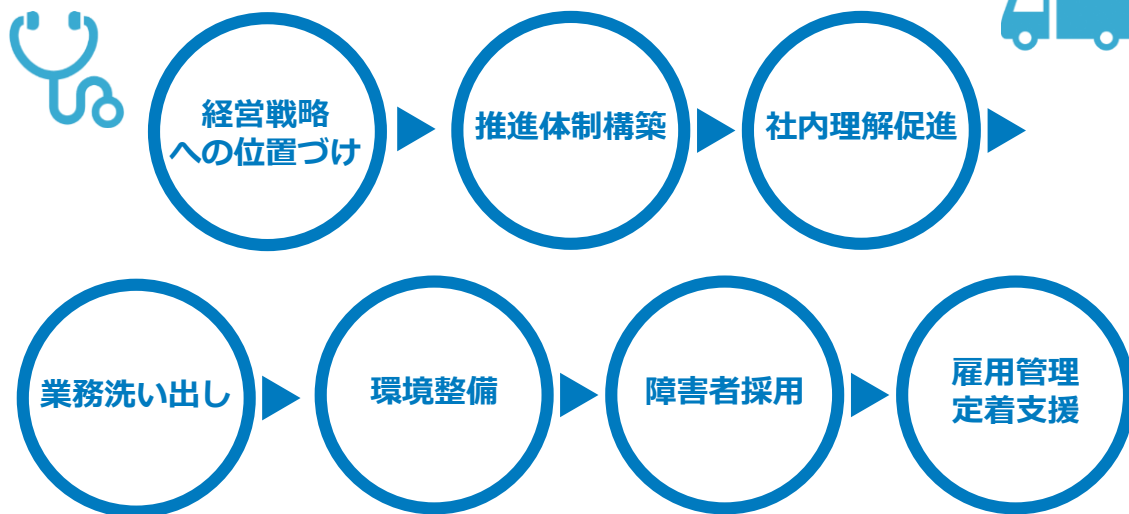 経営戦略
への位置づけ
推進体制構築
社内理解促進
業務洗い出し
環境整備
障害者採用
雇用管理
定着支援